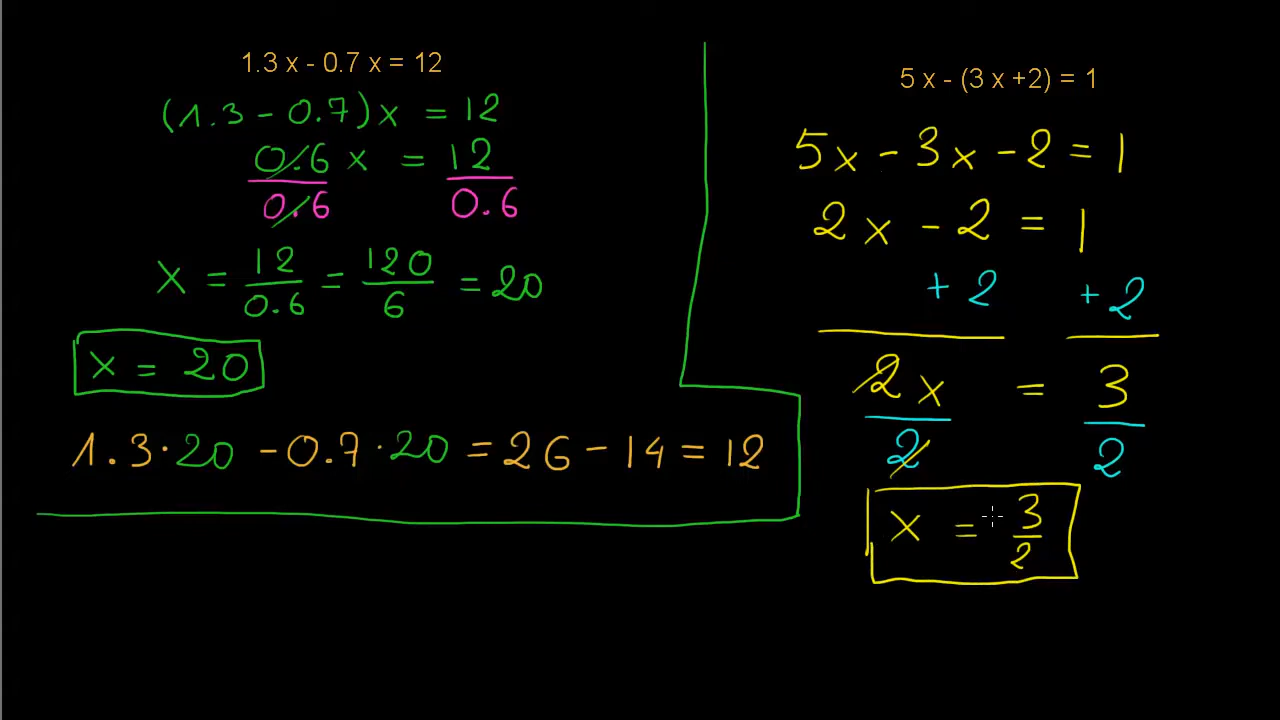 1.3 x - 0.7 x = 12
(1.3 - 0.7)x = 12
0.6 x = 12
0.6 0.6
x = 12/0.6 = 120/6 = 20
x = 20
1.3 · 20 - 0.7 · 20 = 26 - 14 = 12
5 x - (3 x +2) = 1
5x - 3x - 2 = 1
2x - 2 = 1
+ 2 + 2
2x = 3
2 2
x = 3/2